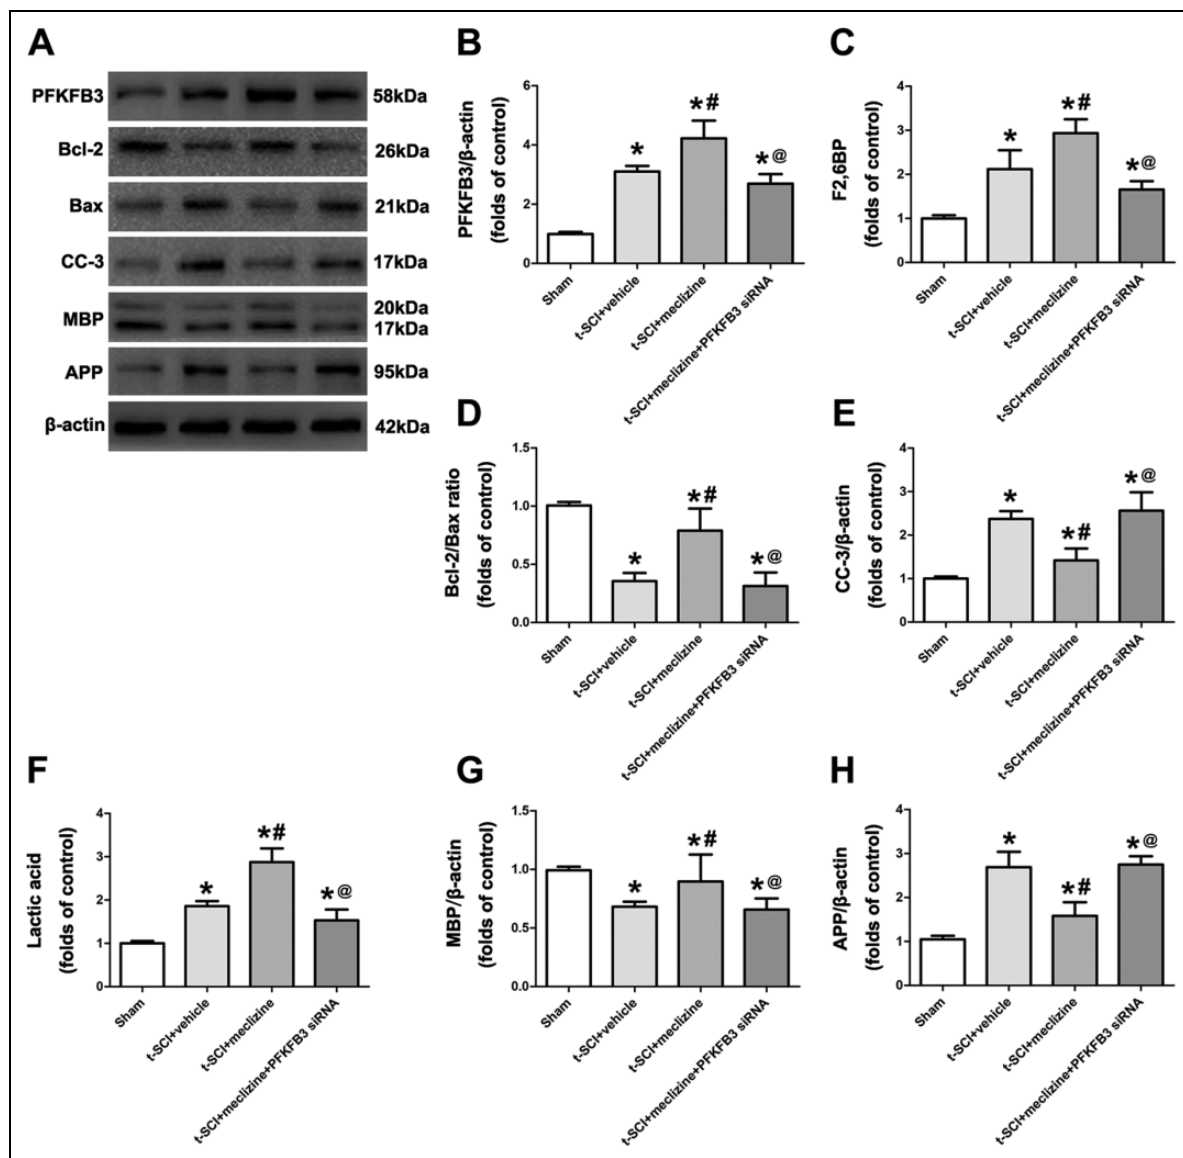 A
PFKFB3
58kDa
Bcl-2
26kDa
Bax
21kDa
CC-3
17kDa
MBP
20kDa
17kDa
APP
95kDa
β-actin
42kDa
B
PFKFB3/β-actin
(folds of control)
6
4
2
0
*
*#
*@
Sham
t-SCI+vehicle
t-SCI+meclizine
t-SCI+meclizine+PFKFB3 siRNA
C
F2,6BP
(folds of control)
4
3
2
1
0
*
*#
*@
Sham
t-SCI+vehicle
t-SCI+meclizine
t-SCI+meclizine+PFKFB3 siRNA
D
Bcl-2/Bax ratio
(folds of control)
1.5
1.0
0.5
0.0
*
*#
*@
Sham
t-SCI+vehicle
t-SCI+meclizine
t-SCI+meclizine+PFKFB3 siRNA
E
CC-3/β-actin
(folds of control)
4
3
2
1
0
*
*#
*@
Sham
t-SCI+vehicle
t-SCI+meclizine
t-SCI+meclizine+PFKFB3 siRNA
F
Lactic acid
(folds of control)
4
3
2
1
0
*
*#
*@
Sham
t-SCI+vehicle
t-SCI+meclizine
t-SCI+meclizine+PFKFB3 siRNA
G
MBP/β-actin
(folds of control)
1.5
1.0
0.5
0.0
*
*#
*@
Sham
t-SCI+vehicle
t-SCI+meclizine
t-SCI+meclizine+PFKFB3 siRNA
H
APP/β-actin
(folds of control)
4
3
2
1
0
*
*#
*@
Sham
t-SCI+vehicle
t-SCI+meclizine
t-SCI+meclizine+PFKFB3 siRNA